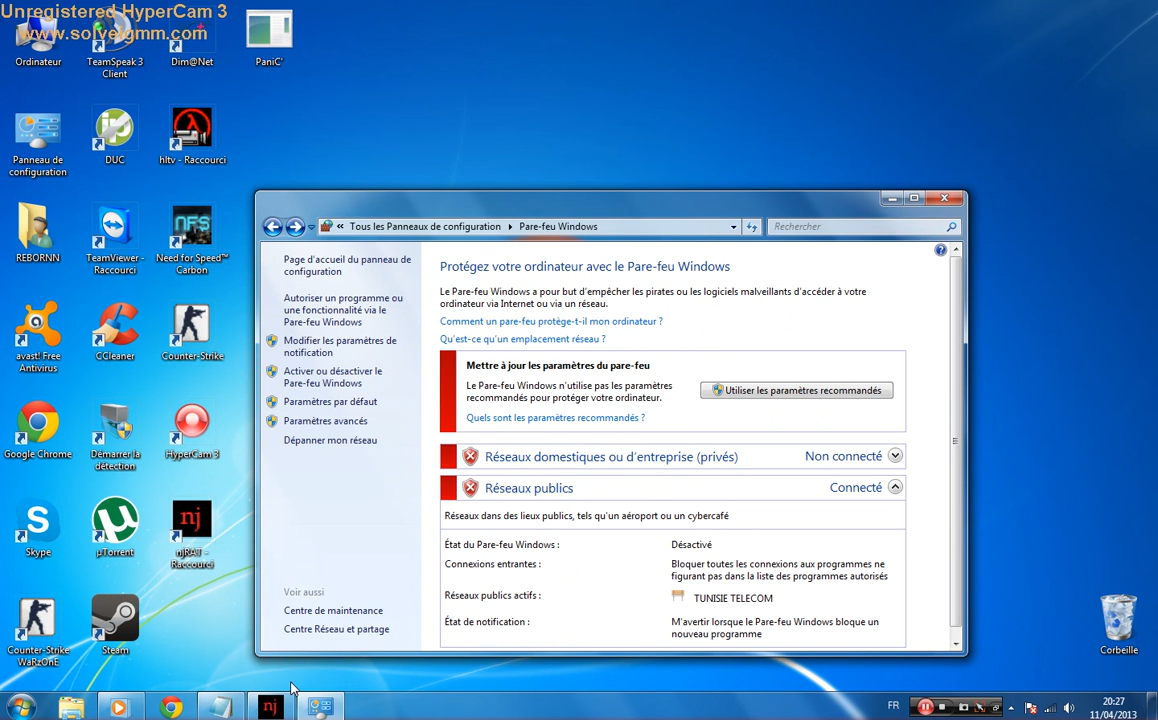 Unregistered HyperCam 3
www.solveigmm.com
Ordinateur
TeamSpeak 3
Client
Dim@Net
PaniC'
Panneau de
configuration
DUC
hltv - Raccourci
REBORNN
TeamViewer -
Raccourci
Need for Speed™
Carbon
avast! Free
Antivirus
CCleaner
Counter-Strike
Google Chrome
Démarrer la
détection
HyperCam 3
Skype
µTorrent
njRAT -
Raccourci
Counter-Strike
WaRzOnE
Steam
Corbeille
« Tous les Panneaux de configuration ▸ Pare-feu Windows
Rechercher
Page d'accueil du panneau de
configuration
Autoriser un programme ou
une fonctionnalité via le
Pare-feu Windows
Modifier les paramètres de
notification
Activer ou désactiver le
Pare-feu Windows
Paramètres par défaut
Paramètres avancés
Dépanner mon réseau
Voir aussi
Centre de maintenance
Centre Réseau et partage
Protégez votre ordinateur avec le Pare-feu Windows
Le Pare-feu Windows a pour but d'empêcher les pirates ou les logiciels malveillants d'accéder à votre
ordinateur via Internet ou via un réseau.
Comment un pare-feu protège-t-il mon ordinateur ?
Qu'est-ce qu'un emplacement réseau ?
Mettre à jour les paramètres du pare-feu
Le Pare-feu Windows n'utilise pas les paramètres
recommandés pour protéger votre ordinateur.
Utiliser les paramètres recommandés
Quels sont les paramètres recommandés ?
Réseaux domestiques ou d'entreprise (privés) Non connecté
Réseaux publics Connecté
Réseaux dans des lieux publics, tels qu'un aéroport ou un cybercafé
État du Pare-feu Windows : Désactivé
Connexions entrantes : Bloquer toutes les connexions aux programmes ne
figurant pas dans la liste des programmes autorisés
Réseaux publics actifs : TUNISIE TELECOM
État de notification : M'avertir lorsque le Pare-feu Windows bloque un
nouveau programme
nj
FR
20:27
11/04/2013